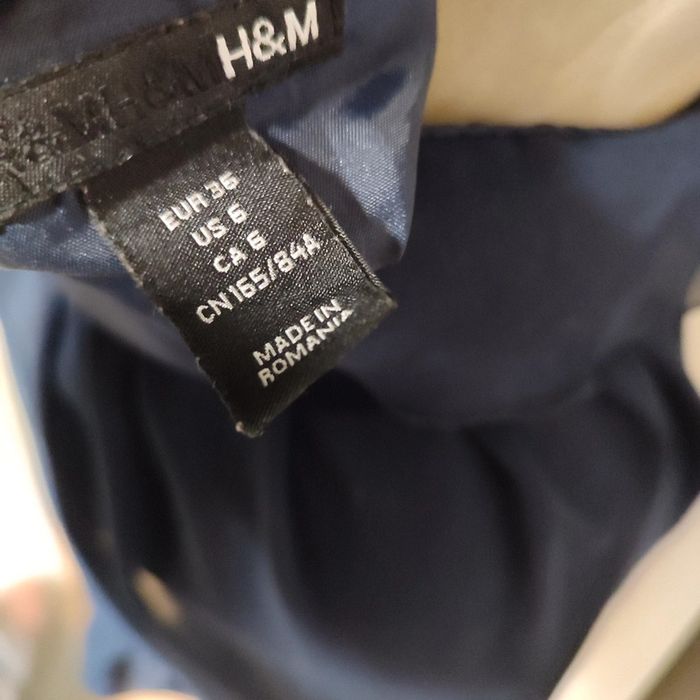 H&M
EUR 36
US 6
CA 6
CN165/84A
MADE IN
ROMANIA